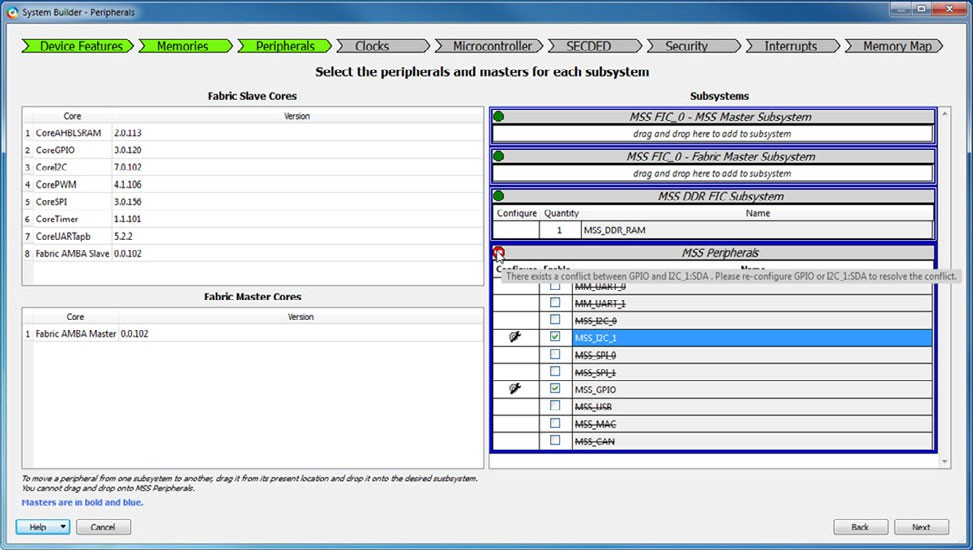 System Builder - Peripherals
Device Features
Memories
Peripherals
Clocks
Microcontroller
SECDED
Security
Interrupts
Memory Map
Select the peripherals and masters for each subsystem
Fabric Slave Cores
Core Version
1 CoreAHBLSRAM 2.0.113
2 CoreGPIO 3.0.120
3 CoreI2C 7.0.102
4 CorePWM 4.1.106
5 CoreSPI 3.0.156
6 CoreTimer 1.1.101
7 CoreUARTapb 5.2.2
8 Fabric AMBA Slave 0.0.102
Fabric Master Cores
Core Version
1 Fabric AMBA Master 0.0.102
Subsystems
MSS FIC_0 - MSS Master Subsystem
drag and drop here to add to subsystem
MSS FIC_0 - Fabric Master Subsystem
drag and drop here to add to subsystem
MSS DDR FIC Subsystem
Configure Quantity Name
1 MSS_DDR_RAM
MSS Peripherals
Configure Enable Name
There exists a conflict between GPIO and I2C_1:SDA . Please re-configure GPIO or I2C_1:SDA to resolve the conflict.
MM_UART_0
MM_UART_1
MSS_I2C_0
MSS_I2C_1
MSS_SPI_0
MSS_SPI_1
MSS_GPIO
MSS_USB
MSS_MAC
MSS_CAN
To move a peripheral from one subsystem to another, drag it from its present location and drop it onto the desired susbsystem.
You cannot drag and drop onto MSS Peripherals.
Masters are in bold and blue.
Help
Cancel
Back
Next